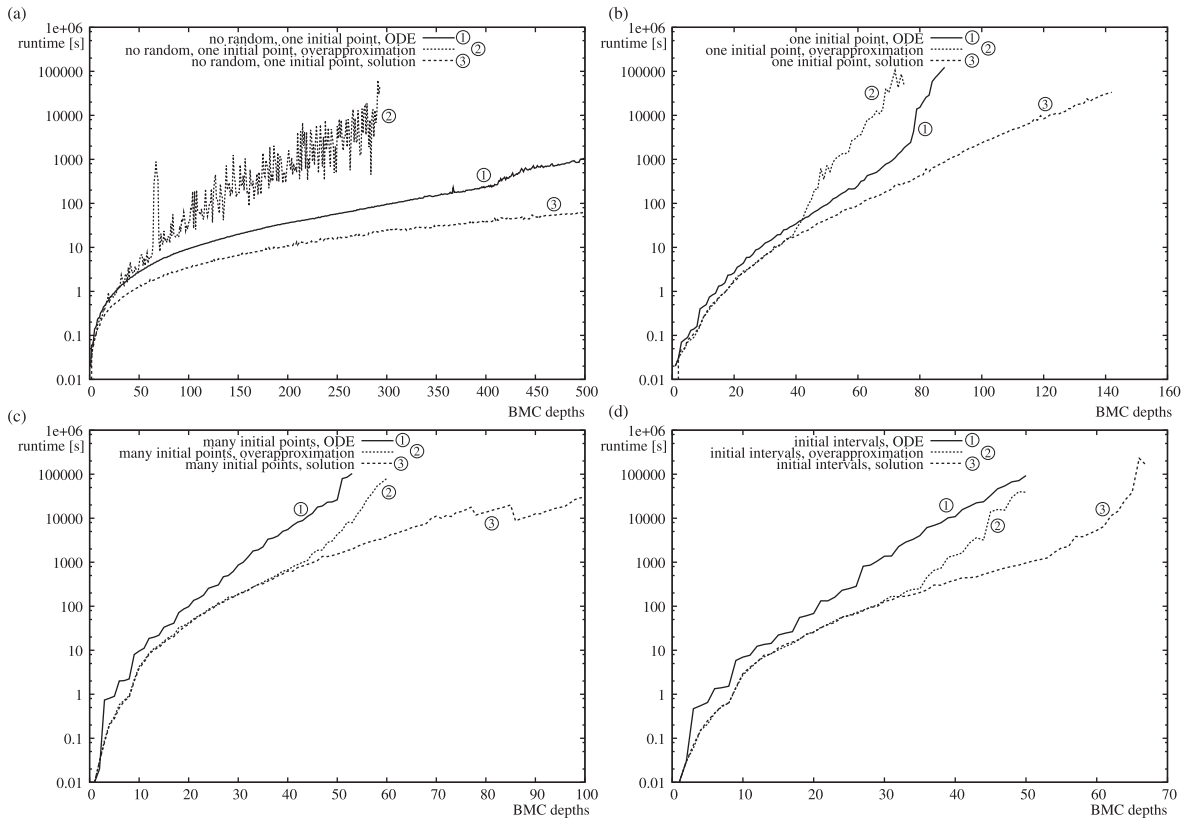 (a)
1e+06
runtime [s]
100000
10000
1000
100
10
1
0.1
0.01
no random, one initial point, ODE ①
no random, one initial point, overapproximation ②
no random, one initial point, solution ③
②
①
③
0 50 100 150 200 250 300 350 400 450 500
BMC depths
(b)
1e+06
runtime [s]
100000
10000
1000
100
10
1
0.1
0.01
one initial point, ODE ①
one initial point, overapproximation ②
one initial point, solution ③
②
①
③
0 20 40 60 80 100 120 140 160
BMC depths
(c)
1e+06
runtime [s]
100000
10000
1000
100
10
1
0.1
0.01
many initial points, ODE ①
many initial points, overapproximation ②
many initial points, solution ③
①
②
③
0 10 20 30 40 50 60 70 80 90 100
BMC depths
(d)
1e+06
runtime [s]
100000
10000
1000
100
10
1
0.1
0.01
initial intervals, ODE ①
initial intervals, overapproximation ②
initial intervals, solution ③
①
②
③
0 10 20 30 40 50 60 70
BMC depths